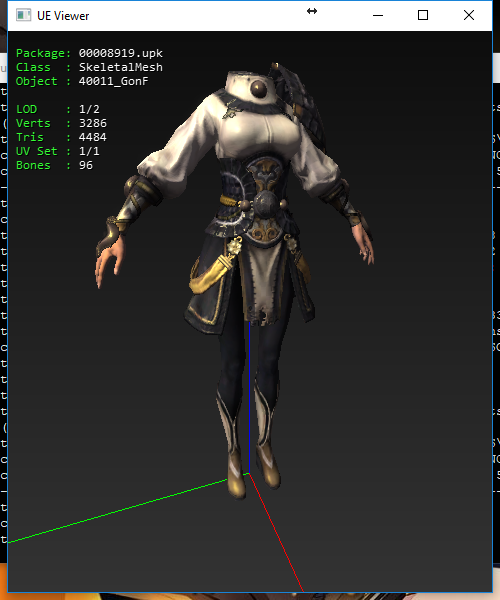 UE Viewer
Package: 00008919.upk
Class : SkeletalMesh
Object : 40011_GonF
LOD : 1/2
Verts : 3286
Tris : 4484
UV Set : 1/1
Bones : 96